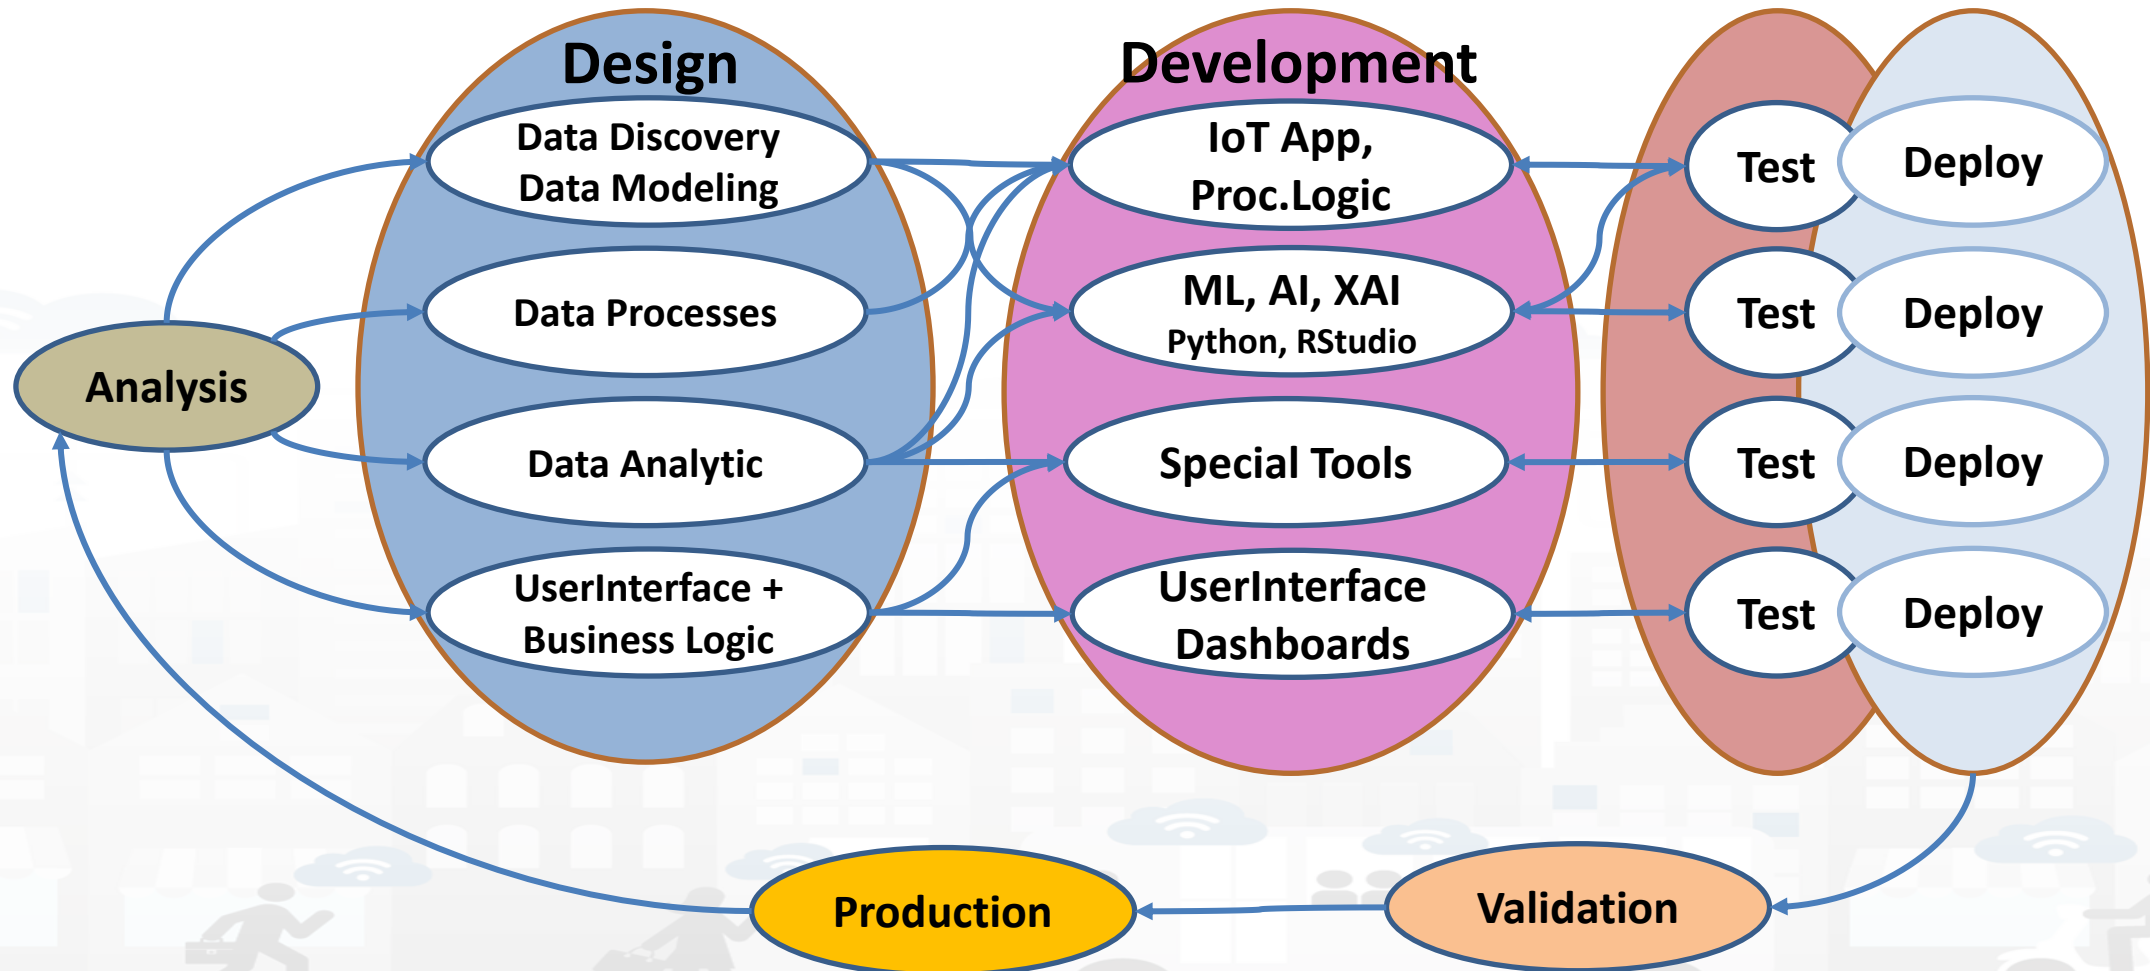 Design
Development
Data Discovery
Data Modeling
IoT App,
Proc.Logic
Test
Deploy
Data Processes
ML, AI, XAI
Python, RStudio
Test
Deploy
Analysis
Data Analytic
Special Tools
Test
Deploy
UserInterface +
Business Logic
UserInterface
Dashboards
Test
Deploy
Production
Validation